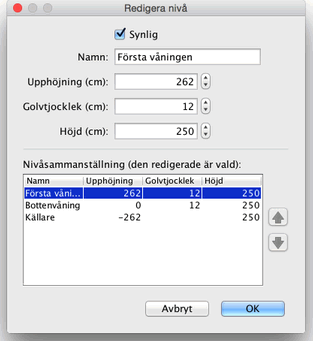 Redigera nivå
Synlig
Namn: Första våningen
Upphöjning (cm): 262
Golvtjocklek (cm): 12
Höjd (cm): 250
Nivåsammanställning (den redigerade är vald):
Namn Upphöjning Golvtjocklek Höjd
Första våni... 262 12 250
Bottenvåning 0 12 250
Källare -262 250
Avbryt OK